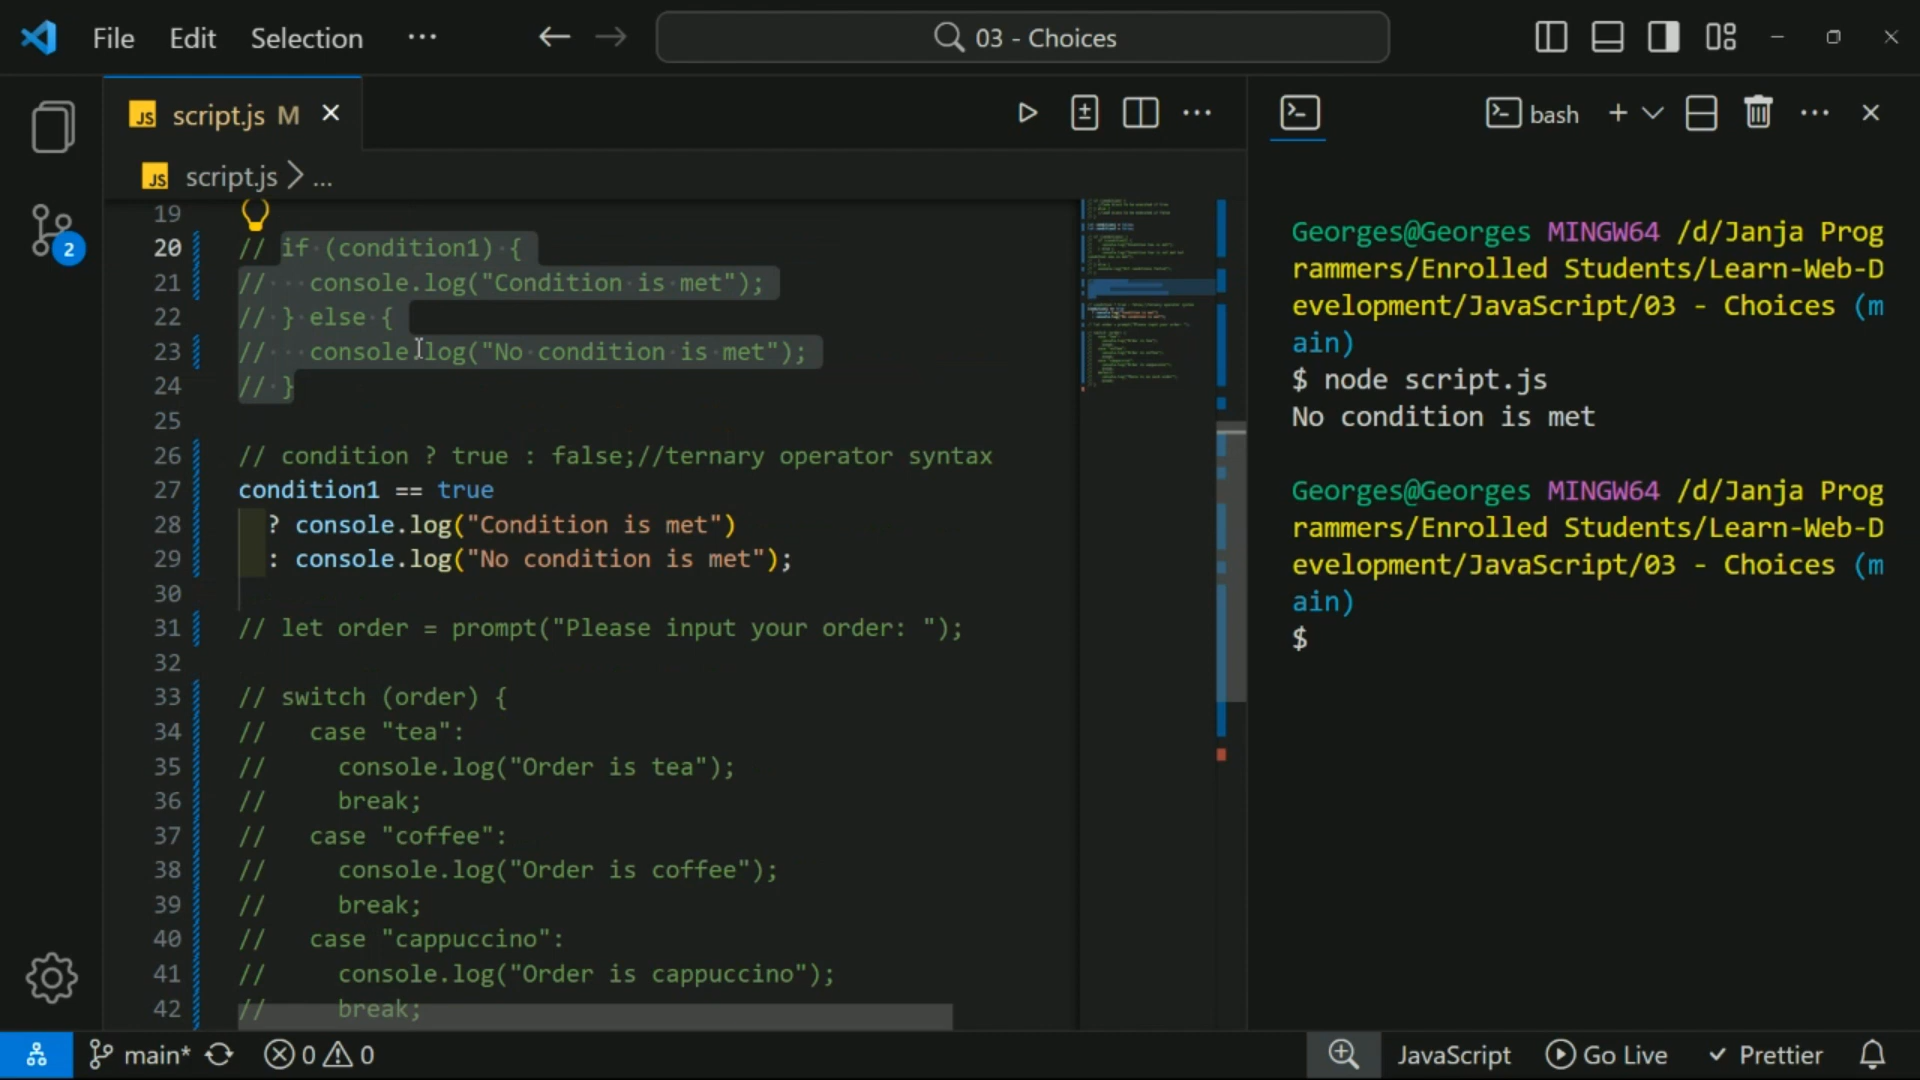 File Edit Selection ··· 03 - Choices
JS script.js M
bash
JS script.js > ...
19
20 // if (condition1) {
21 //   console.log("Condition is met");
22 // } else {
23 //   console.log("No condition is met");
24 // }
25
26 // condition ? true : false;//ternary operator syntax
27 condition1 == true
28   ? console.log("Condition is met")
29   : console.log("No condition is met");
30
31 // let order = prompt("Please input your order: ");
32
33 // switch (order) {
34 //   case "tea":
35 //     console.log("Order is tea");
36 //     break;
37 //   case "coffee":
38 //     console.log("Order is coffee");
39 //     break;
40 //   case "cappuccino":
41 //     console.log("Order is cappuccino");
42 //     break;
2
Georges@Georges MINGW64 /d/Janja Prog
rammers/Enrolled Students/Learn-Web-D
evelopment/JavaScript/03 - Choices (m
ain)
$ node script.js
No condition is met
Georges@Georges MINGW64 /d/Janja Prog
rammers/Enrolled Students/Learn-Web-D
evelopment/JavaScript/03 - Choices (m
ain)
$
main* 0 0 JavaScript Go Live Prettier